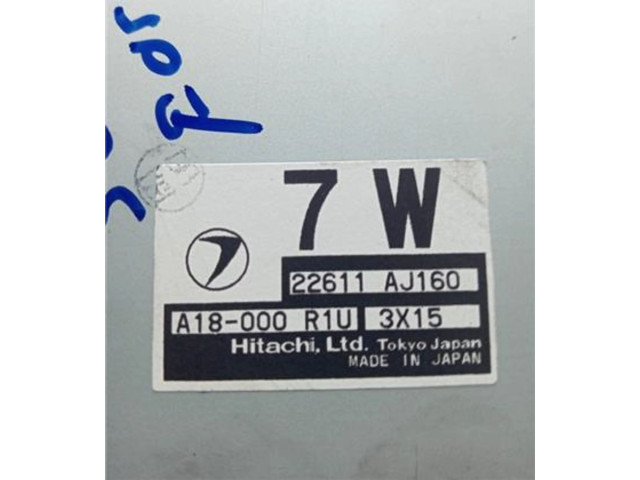 7 W
22611 AJ160
A18-000 R1U 3X15
Hitachi, Ltd. Tokyo Japan
MADE IN JAPAN